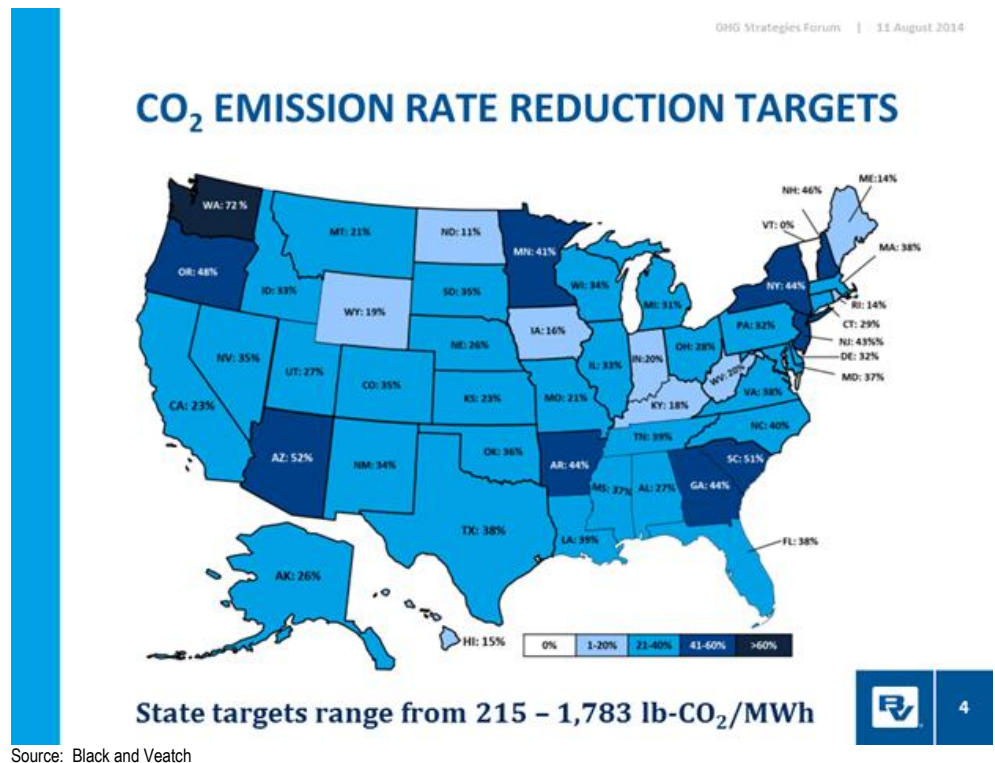 GHG Strategies Forum | 11 August 2014
CO₂ EMISSION RATE REDUCTION TARGETS
WA: 72 %
OR: 48%
CA: 23%
NV: 35%
ID: 33%
MT: 21%
WY: 19%
UT: 27%
AZ: 52%
CO: 35%
NM: 34%
ND: 11%
SD: 35%
NE: 26%
KS: 23%
OK: 36%
TX: 38%
MN: 41%
IA: 16%
MO: 21%
AR: 44%
LA: 39%
WI: 34%
IL: 33%
MI: 31%
IN:20%
OH: 28%
KY: 18%
TN: 39%
MS: 37%
AL: 27%
GA: 44%
FL: 38%
SC: 51%
NC: 40%
VA: 38%
WV: 20%
PA: 32%
NY: 44%
VT: 0%
NH: 46%
ME:14%
MA: 38%
RI: 14%
CT: 29%
NJ: 43%%
DE: 32%
MD: 37%
AK: 26%
HI: 15%
0% 1-20% 21-40% 41-60% >60%
State targets range from 215 – 1,783 lb-CO₂/MWh
BV
4
Source: Black and Veatch